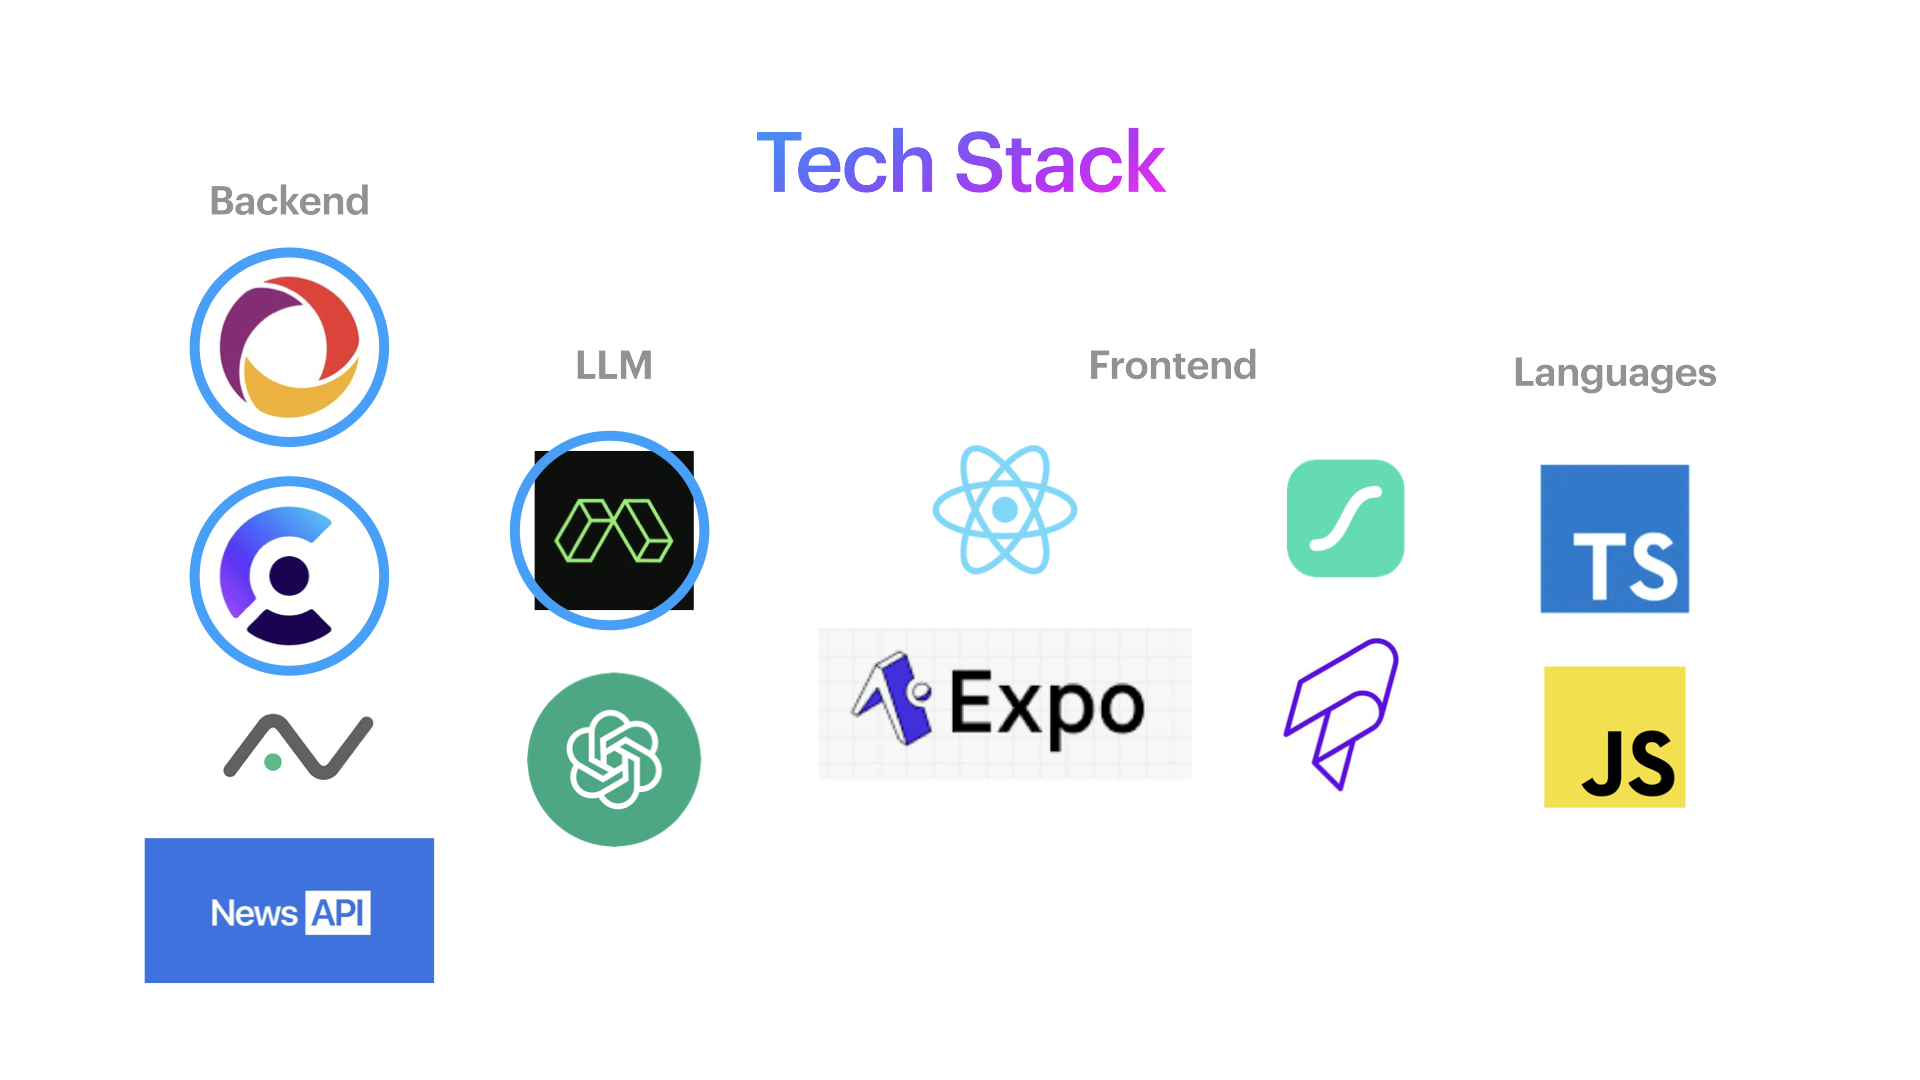 Tech Stack
Backend
LLM
Frontend
Languages
TS
Expo
JS
News API